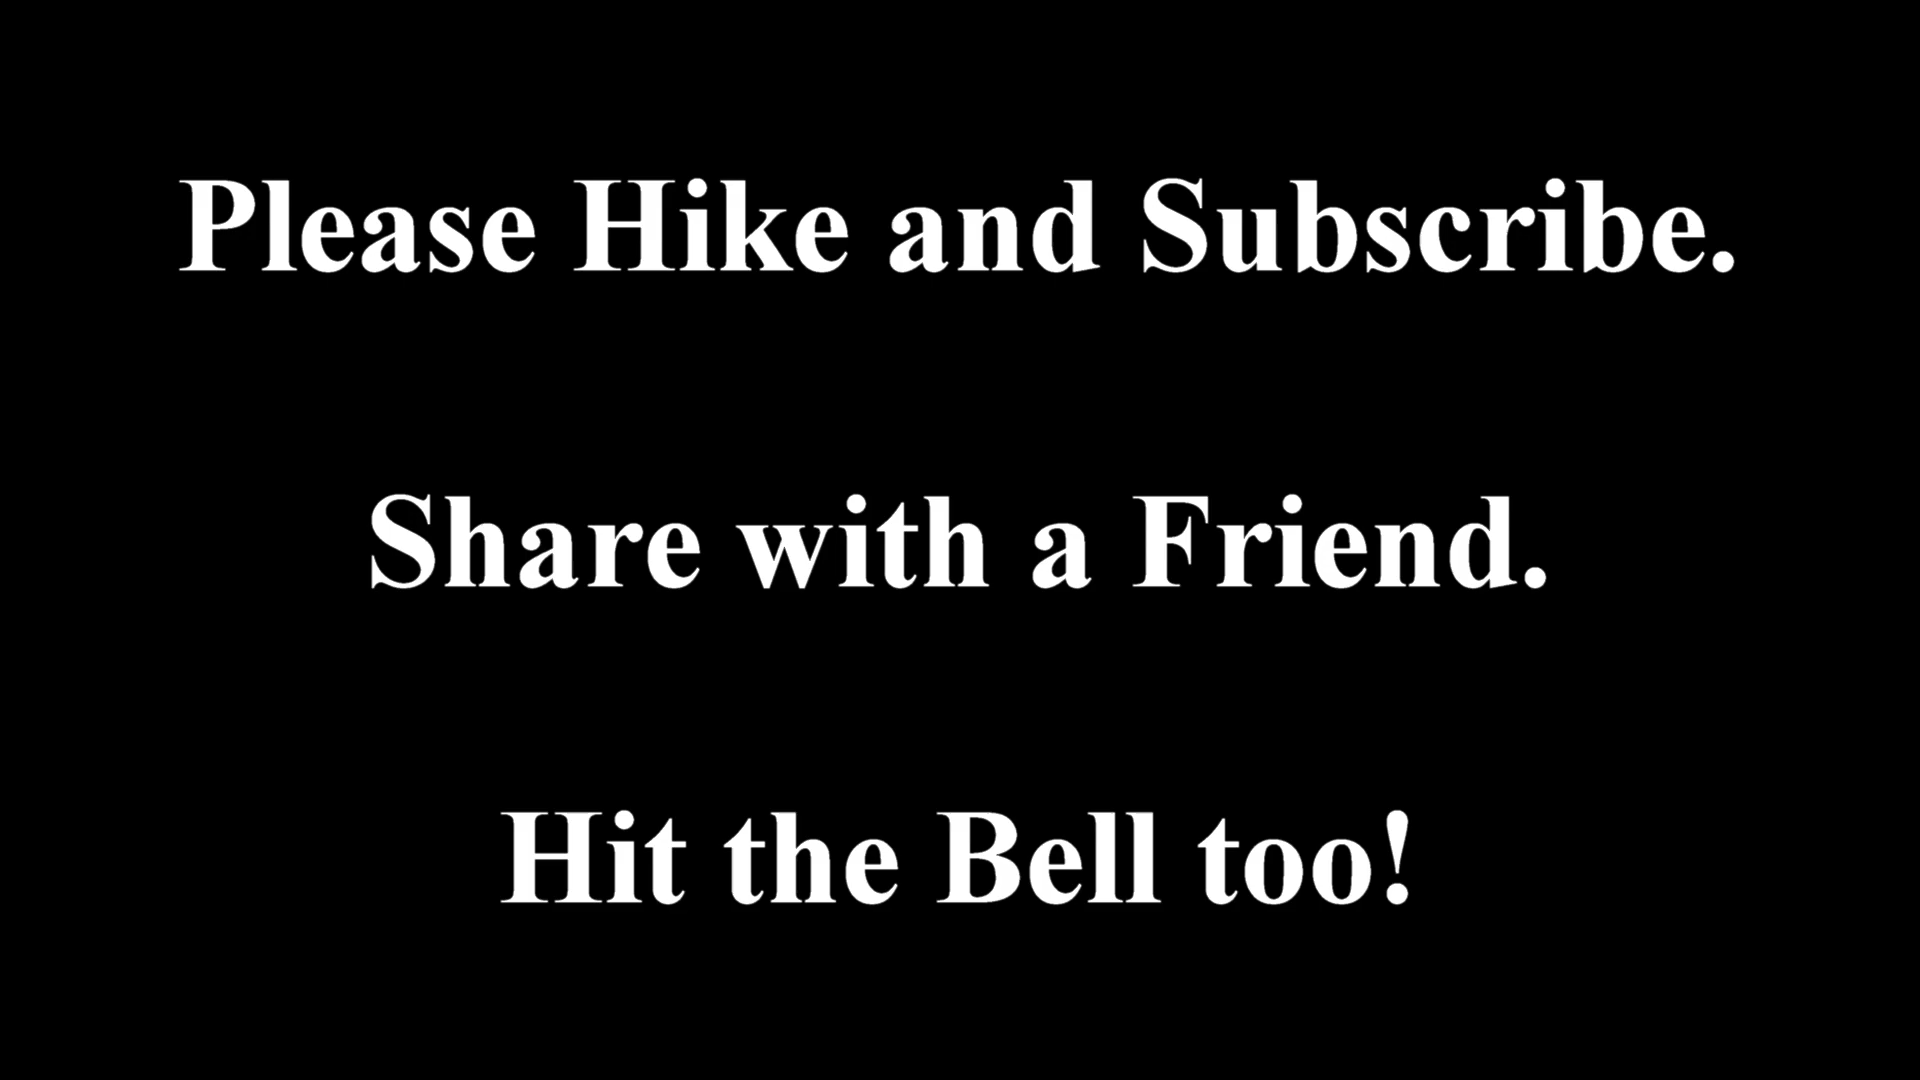 Please Hike and Subscribe.
Share with a Friend.
Hit the Bell too!